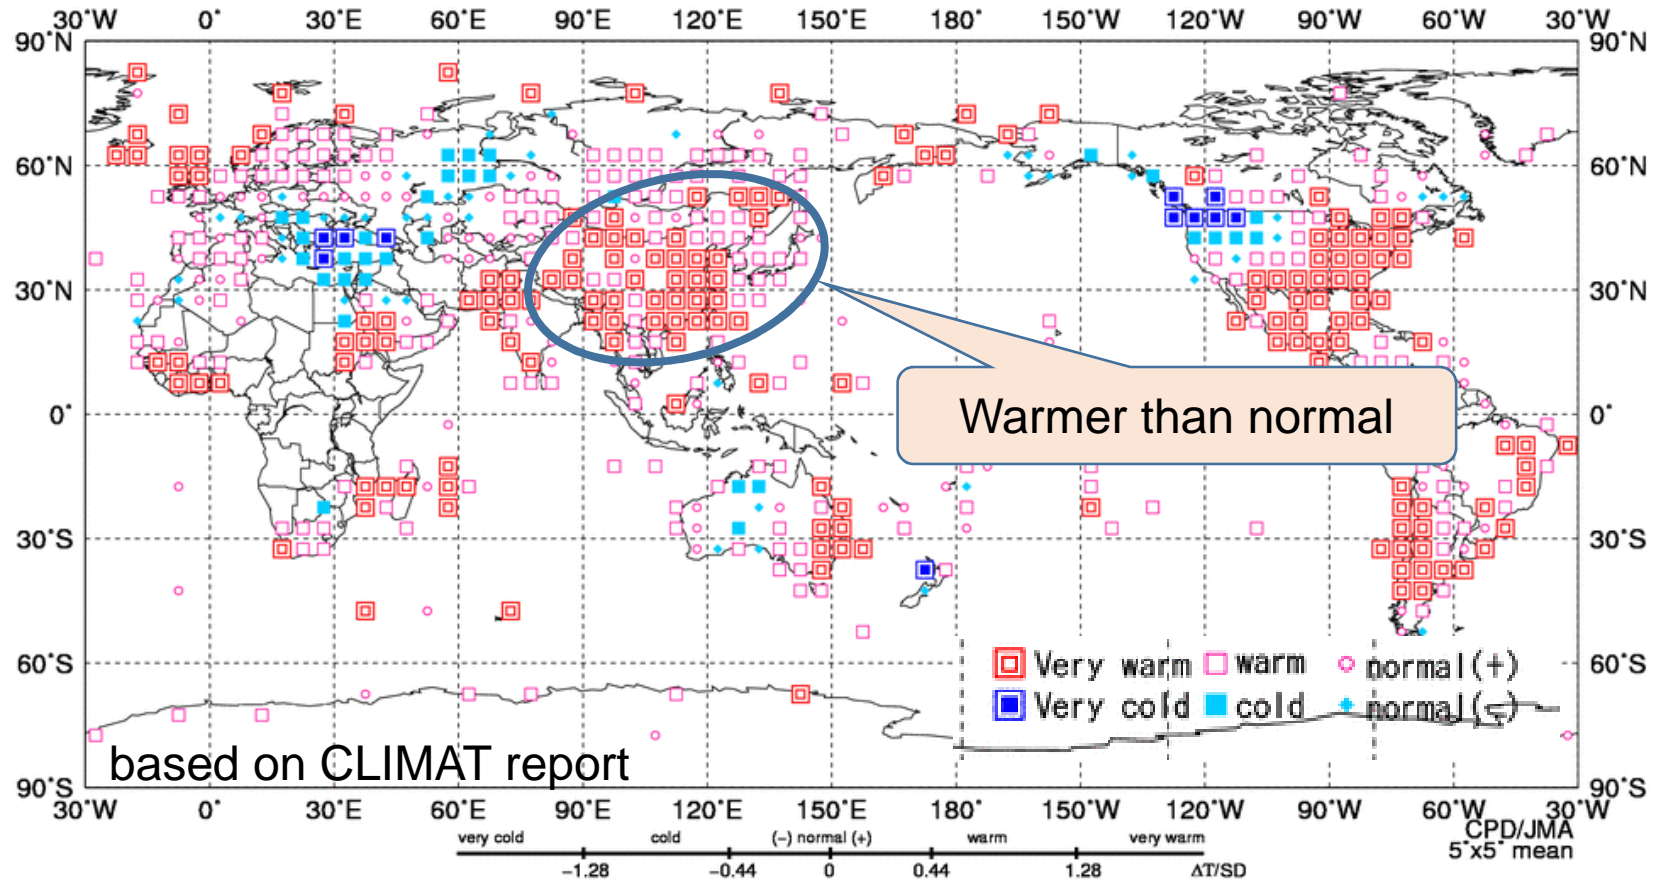 30°W 0° 30°E 60°E 90°E 120°E 150°E 180° 150°W 120°W 90°W 60°W 30°W
90°N 90°N
60°N 60°N
30°N 30°N
Warmer than normal
0° 0°
30°S 30°S
60°S 60°S
Very warm warm normal(+)
Very cold cold normal(-)
based on CLIMAT report
90°S 90°S
30°W 0° 30°E 60°E 90°E 120°E 150°E 180 150°W 120°W 90°W 60°W 30°W
very cold cold (-) normal (+) warm very warm
CPD/JMA
5°x5° mean
-1.28 -0.44 0 0.44 1.28 ΔT/SD